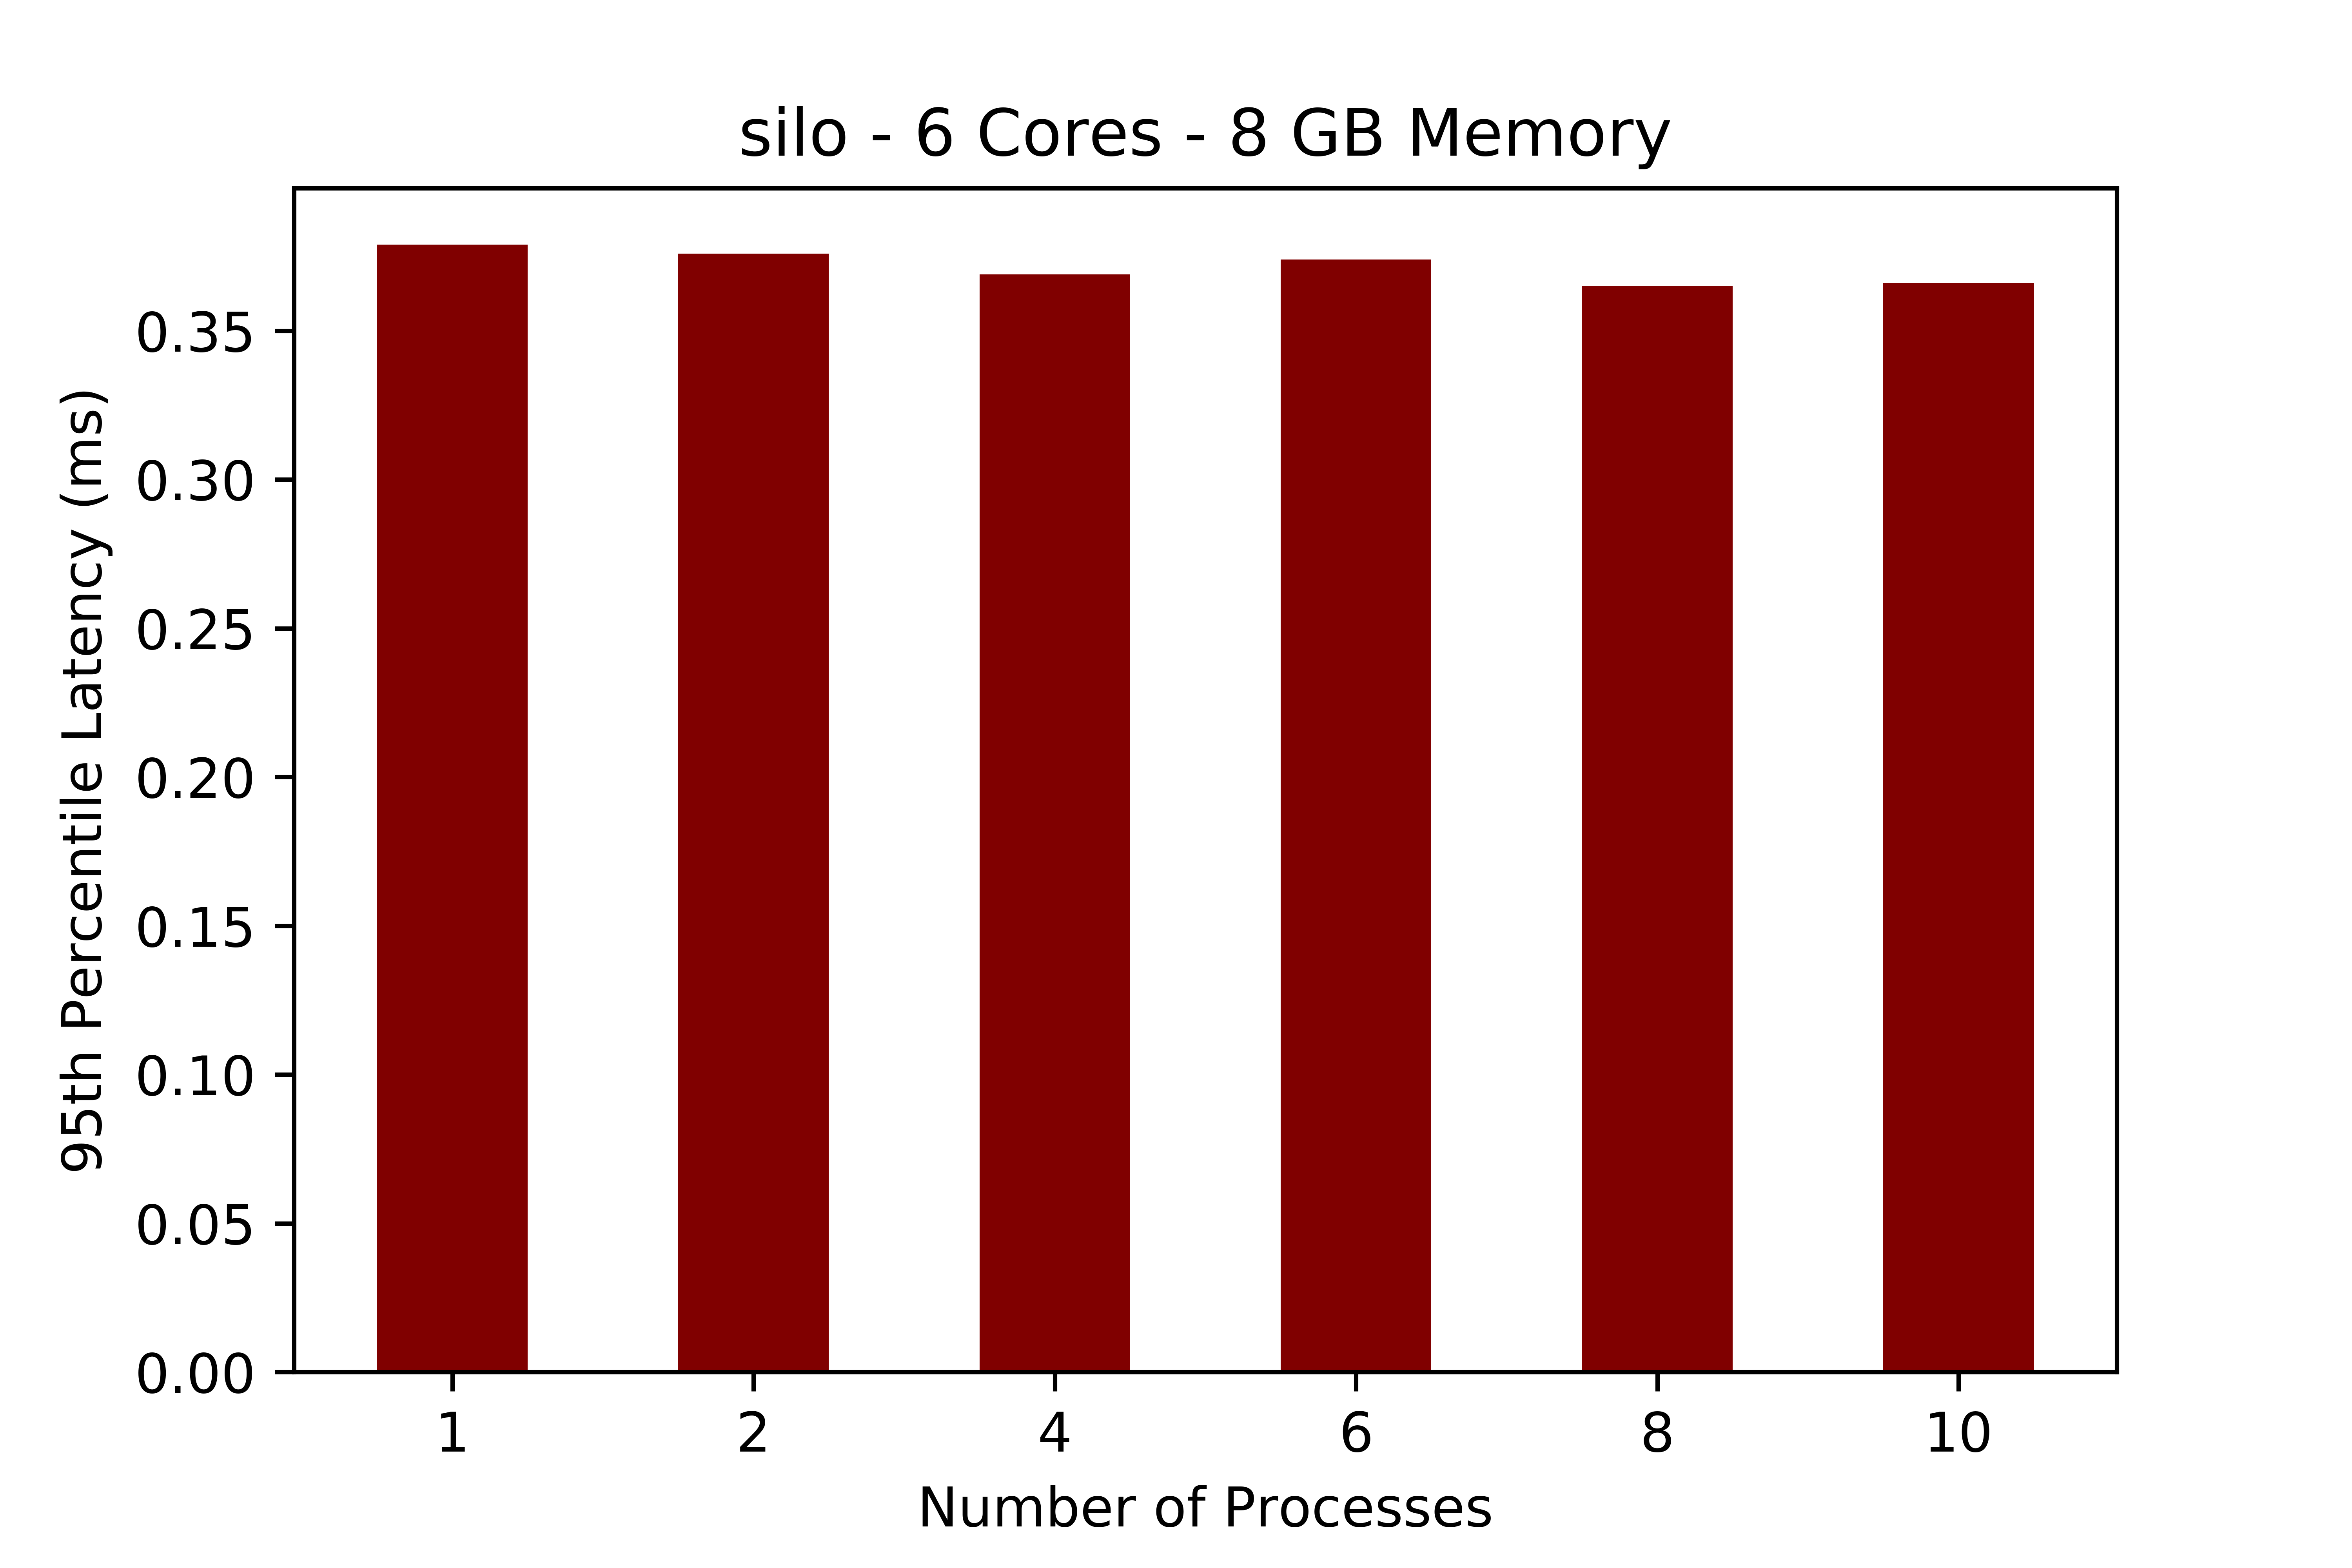 silo - 6 Cores - 8 GB Memory
95th Percentile Latency (ms)
0.35
0.30
0.25
0.20
0.15
0.10
0.05
0.00
1 2 4 6 8 10
Number of Processes